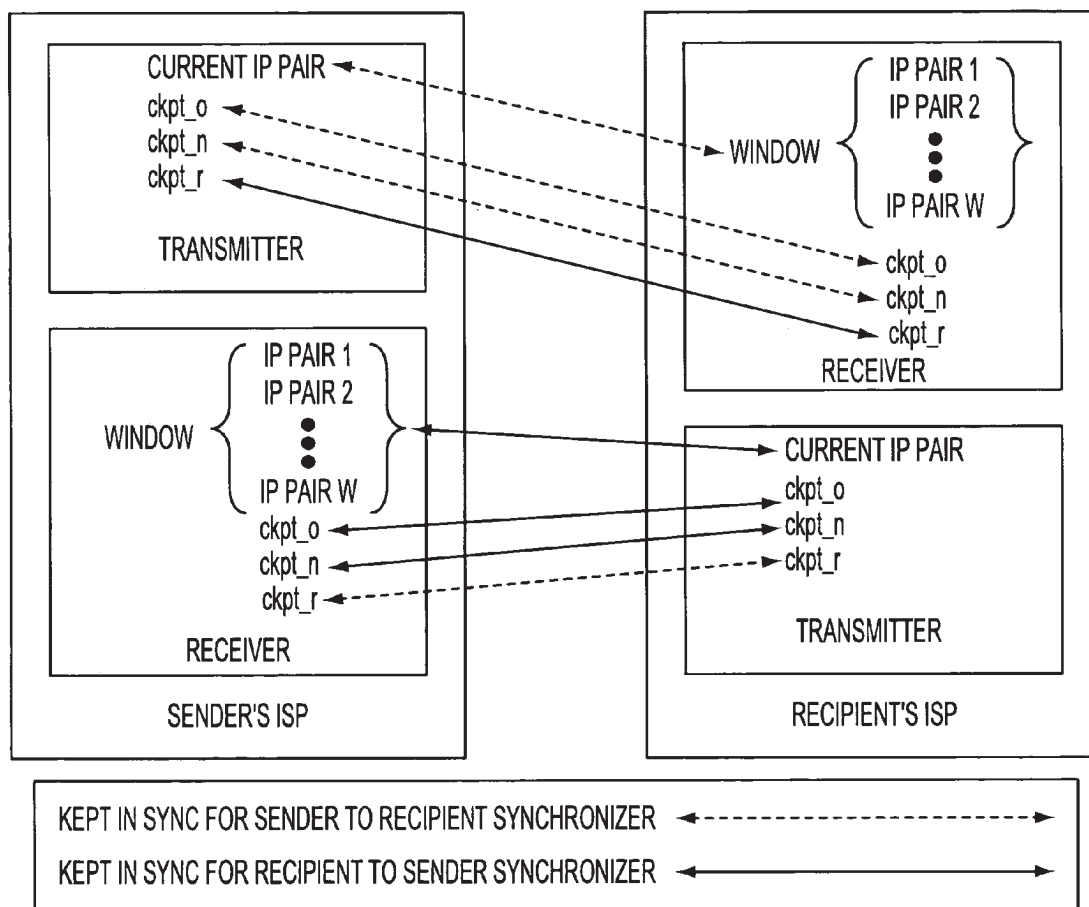 CURRENT IP PAIR
ckpt_o
ckpt_n
ckpt_r
TRANSMITTER
WINDOW
IP PAIR 1
IP PAIR 2
IP PAIR W
ckpt_o
ckpt_n
ckpt_r
RECEIVER
SENDER'S ISP
WINDOW
IP PAIR 1
IP PAIR 2
IP PAIR W
ckpt_o
ckpt_n
ckpt_r
RECEIVER
CURRENT IP PAIR
ckpt_o
ckpt_n
ckpt_r
TRANSMITTER
RECIPIENT'S ISP
KEPT IN SYNC FOR SENDER TO RECIPIENT SYNCHRONIZER
KEPT IN SYNC FOR RECIPIENT TO SENDER SYNCHRONIZER